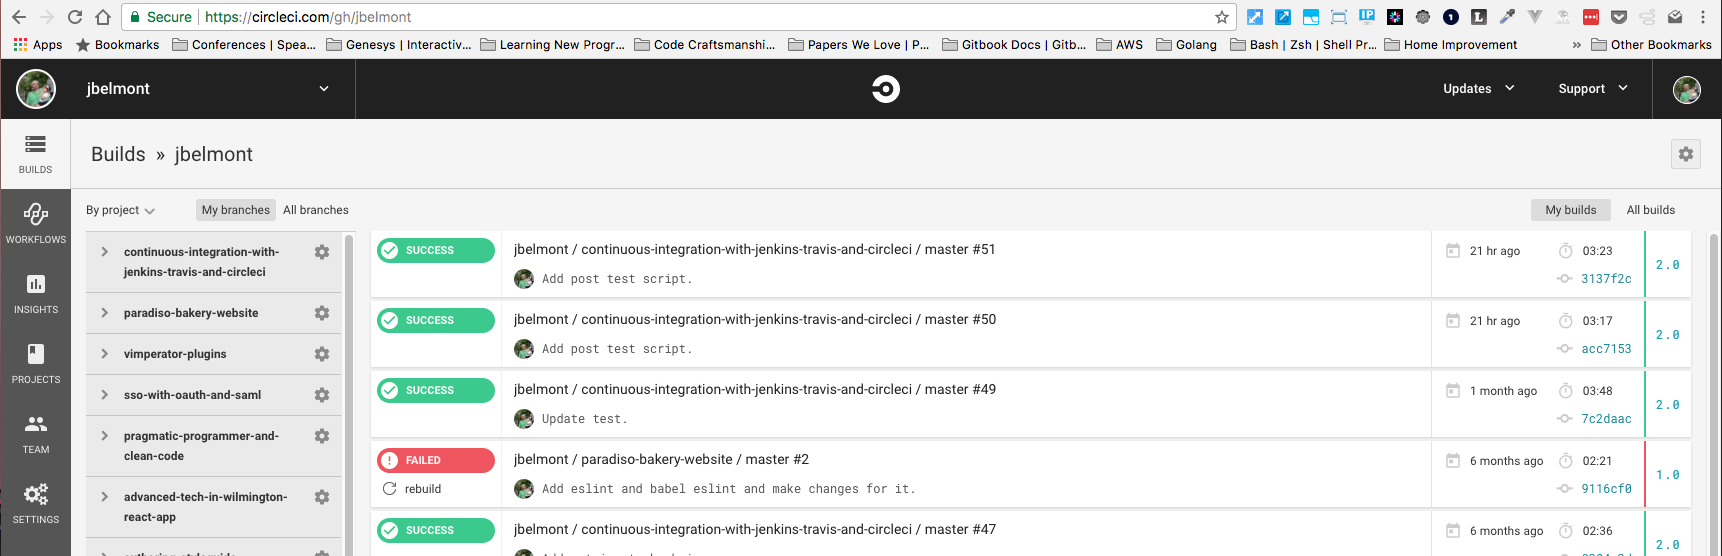 Secure https://circleci.com/gh/jbelmont
IP
1
L
Apps Bookmarks Conferences | Spea... Genesys | Interactiv... Learning New Progr... Code Craftsmanshi... Papers We Love | P... Gitbook Docs | Gitb... AWS Golang Bash | Zsh | Shell Pr... Home Improvement » Other Bookmarks
jbelmont
Updates Support
BUILDS
WORKFLOWS
INSIGHTS
PROJECTS
TEAM
SETTINGS
Builds » jbelmont
By project My branches All branches
My builds All builds
continuous-integration-with-
jenkins-travis-and-circleci
paradiso-bakery-website
vimperator-plugins
sso-with-oauth-and-saml
pragmatic-programmer-and-
clean-code
advanced-tech-in-wilmington-
react-app
SUCCESS jbelmont / continuous-integration-with-jenkins-travis-and-circleci / master #51 21 hr ago 03:23
Add post test script. 3137f2c 2.0
SUCCESS jbelmont / continuous-integration-with-jenkins-travis-and-circleci / master #50 21 hr ago 03:17
Add post test script. acc7153 2.0
SUCCESS jbelmont / continuous-integration-with-jenkins-travis-and-circleci / master #49 1 month ago 03:48
Update test. 7c2daac 2.0
FAILED jbelmont / paradiso-bakery-website / master #2 6 months ago 02:21
rebuild Add eslint and babel eslint and make changes for it. 9116cf0 1.0
SUCCESS jbelmont / continuous-integration-with-jenkins-travis-and-circleci / master #47 6 months ago 02:36
2.0